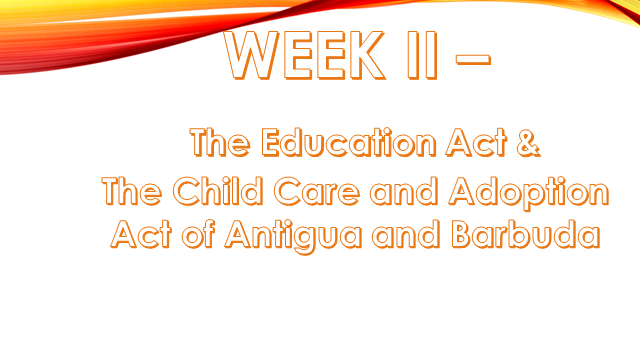 WEEK II –
The Education Act &
The Child Care and Adoption
Act of Antigua and Barbuda